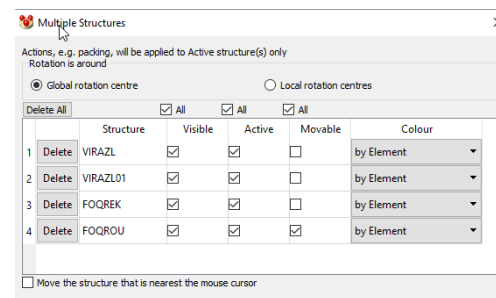 Multiple Structures
Actions, e.g. packing, will be applied to Active structure(s) only
Rotation is around
Global rotation centre Local rotation centres
Delete All All All All
Structure Visible Active Movable Colour
1 Delete VIRAZL by Element
2 Delete VIRAZL01 by Element
3 Delete FOQREK by Element
4 Delete FOQROU by Element
Move the structure that is nearest the mouse cursor